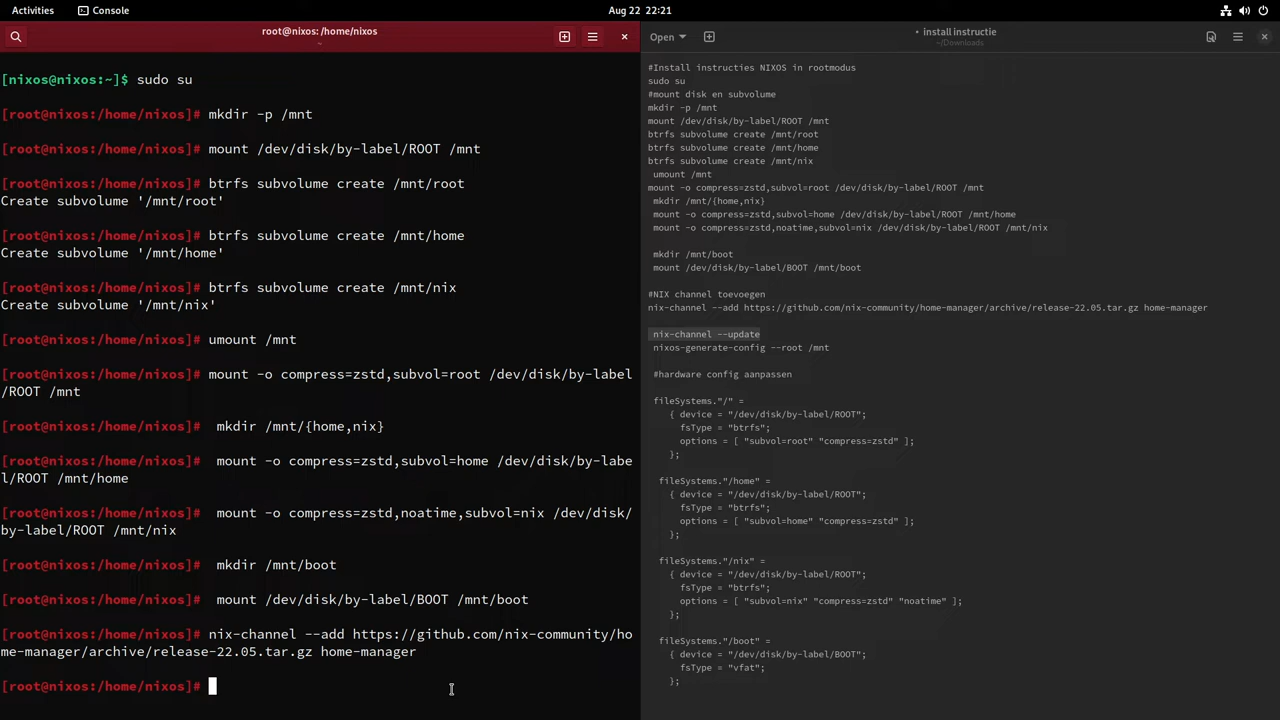 Activities Console Aug 22 22:21
root@nixos: /home/nixos
~
[nixos@nixos:~]$ sudo su
[root@nixos:/home/nixos]# mkdir -p /mnt
[root@nixos:/home/nixos]# mount /dev/disk/by-label/ROOT /mnt
[root@nixos:/home/nixos]# btrfs subvolume create /mnt/root
Create subvolume '/mnt/root'
[root@nixos:/home/nixos]# btrfs subvolume create /mnt/home
Create subvolume '/mnt/home'
[root@nixos:/home/nixos]# btrfs subvolume create /mnt/nix
Create subvolume '/mnt/nix'
[root@nixos:/home/nixos]# umount /mnt
[root@nixos:/home/nixos]# mount -o compress=zstd,subvol=root /dev/disk/by-label
/ROOT /mnt
[root@nixos:/home/nixos]#  mkdir /mnt/{home,nix}
[root@nixos:/home/nixos]#  mount -o compress=zstd,subvol=home /dev/disk/by-labe
l/ROOT /mnt/home
[root@nixos:/home/nixos]#  mount -o compress=zstd,noatime,subvol=nix /dev/disk/
by-label/ROOT /mnt/nix
[root@nixos:/home/nixos]#  mkdir /mnt/boot
[root@nixos:/home/nixos]#  mount /dev/disk/by-label/BOOT /mnt/boot
[root@nixos:/home/nixos]# nix-channel --add https://github.com/nix-community/ho
me-manager/archive/release-22.05.tar.gz home-manager
[root@nixos:/home/nixos]#
Open
• install instructie
~/Downloads
#Install instructies NIXOS in rootmodus
sudo su
#mount disk en subvolume
mkdir -p /mnt
mount /dev/disk/by-label/ROOT /mnt
btrfs subvolume create /mnt/root
btrfs subvolume create /mnt/home
btrfs subvolume create /mnt/nix
umount /mnt
mount -o compress=zstd,subvol=root /dev/disk/by-label/ROOT /mnt
mkdir /mnt/{home,nix}
mount -o compress=zstd,subvol=home /dev/disk/by-label/ROOT /mnt/home
mount -o compress=zstd,noatime,subvol=nix /dev/disk/by-label/ROOT /mnt/nix
mkdir /mnt/boot
mount /dev/disk/by-label/BOOT /mnt/boot
#NIX channel toevoegen
nix-channel --add https://github.com/nix-community/home-manager/archive/release-22.05.tar.gz home-manager
nix-channel --update
nixos-generate-config --root /mnt
#hardware config aanpassen
fileSystems."/" =
{ device = "/dev/disk/by-label/ROOT";
fsType = "btrfs";
options = [ "subvol=root" "compress=zstd" ];
};
fileSystems."/home" =
{ device = "/dev/disk/by-label/ROOT";
fsType = "btrfs";
options = [ "subvol=home" "compress=zstd" ];
};
fileSystems."/nix" =
{ device = "/dev/disk/by-label/ROOT";
fsType = "btrfs";
options = [ "subvol=nix" "compress=zstd" "noatime" ];
};
fileSystems."/boot" =
{ device = "/dev/disk/by-label/BOOT";
fsType = "vfat";
};